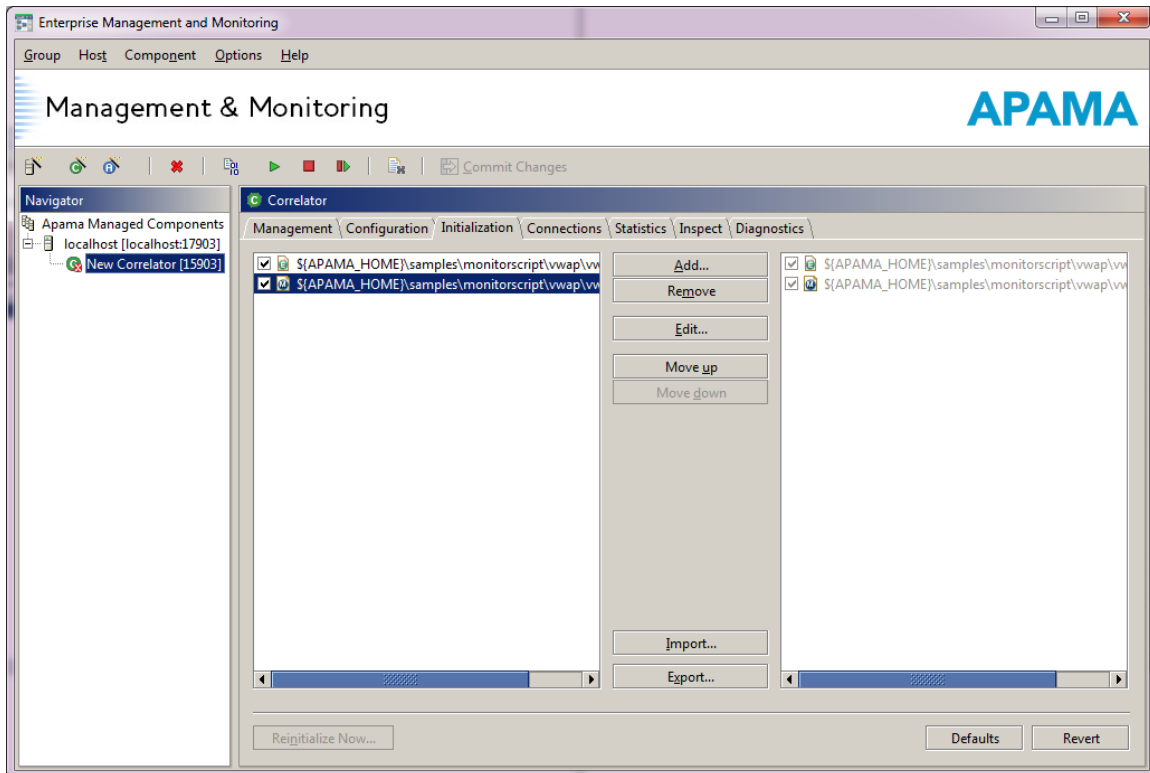 Enterprise Management and Monitoring
Group Host Component Options Help
Management & Monitoring
APAMA
Commit Changes
Navigator
Apama Managed Components
localhost [localhost:17903]
New Correlator [15903]
Correlator
Management Configuration Initialization Connections Statistics Inspect Diagnostics
${APAMA_HOME}\samples\monitorscript\vwap\vw
${APAMA_HOME}\samples\monitorscript\vwap\vw
Add...
Remove
Edit...
Move up
Move down
Import...
Export...
${APAMA_HOME}\samples\monitorscript\vwap\vw
${APAMA_HOME}\samples\monitorscript\vwap\vw
Reinitialize Now...
Defaults
Revert